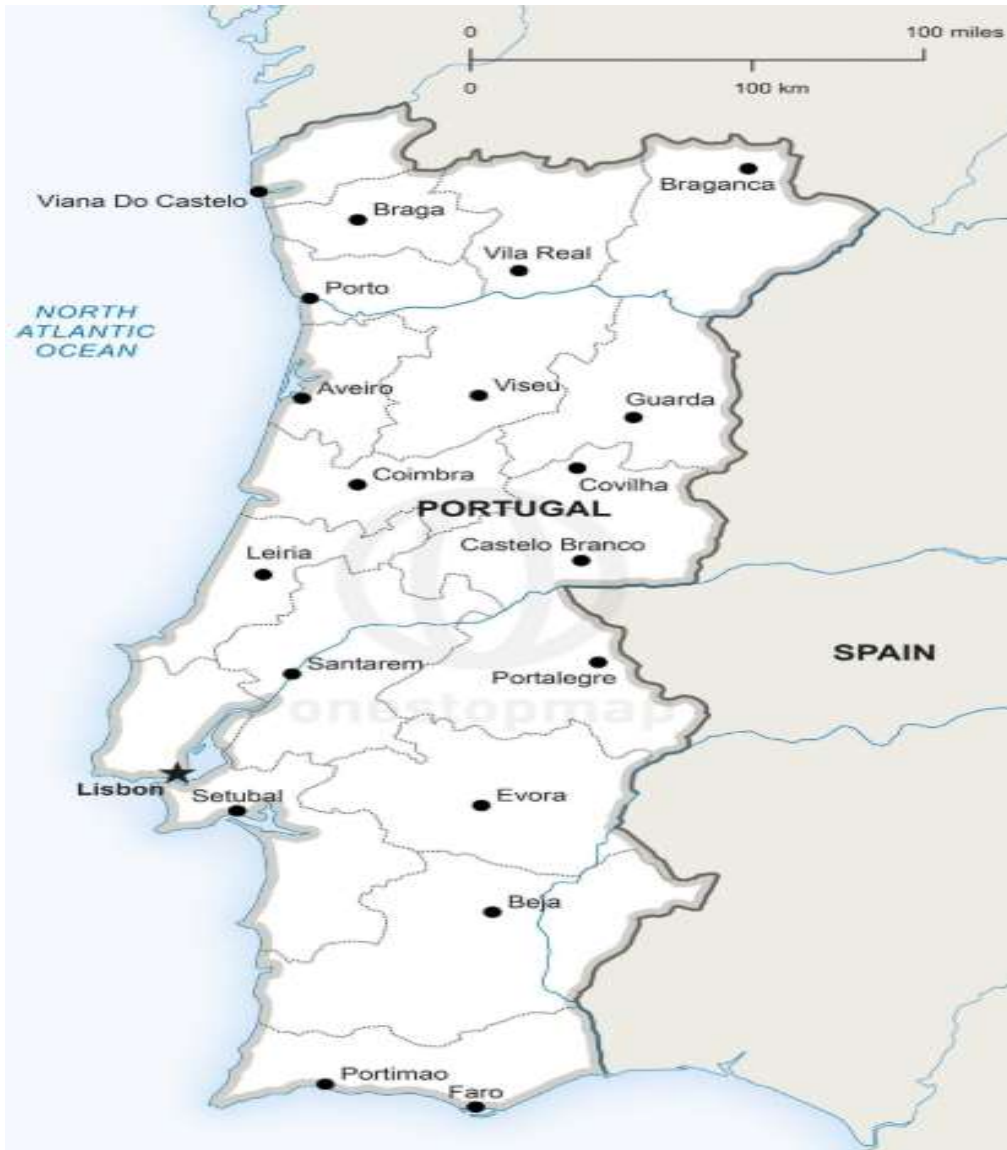 0 100 miles
0 100 km
Braganca
Viana Do Castelo
Braga
Vila Real
Porto
NORTH
ATLANTIC
OCEAN
Aveiro
Viseu
Guarda
Coimbra
Covilha
PORTUGAL
Leiria
Castelo Branco
SPAIN
Santarem
Portalegre
onestopmap
Lisbon
Setubal
Evora
Beja
Portimao
Faro